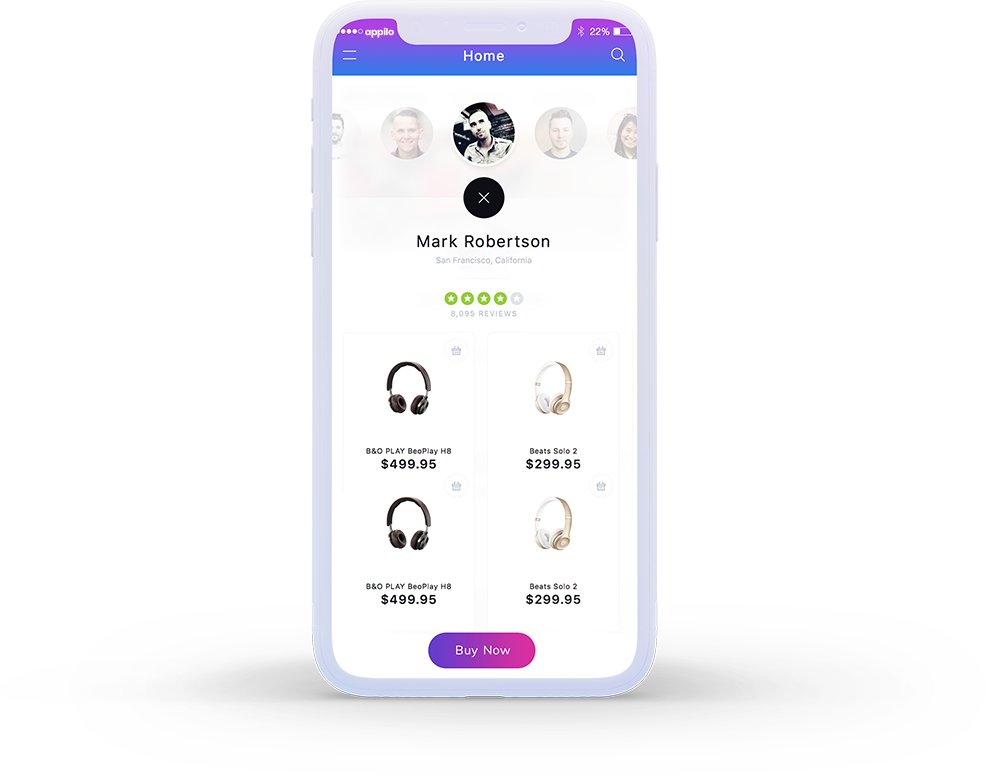 appilo 22%
Home
Mark Robertson
San Francisco, California
8,095 REVIEWS
B&O PLAY BeoPlay H8 Beats Solo 2
$499.95 $299.95
B&O PLAY BeoPlay H8 Beats Solo 2
$499.95 $299.95
Buy Now